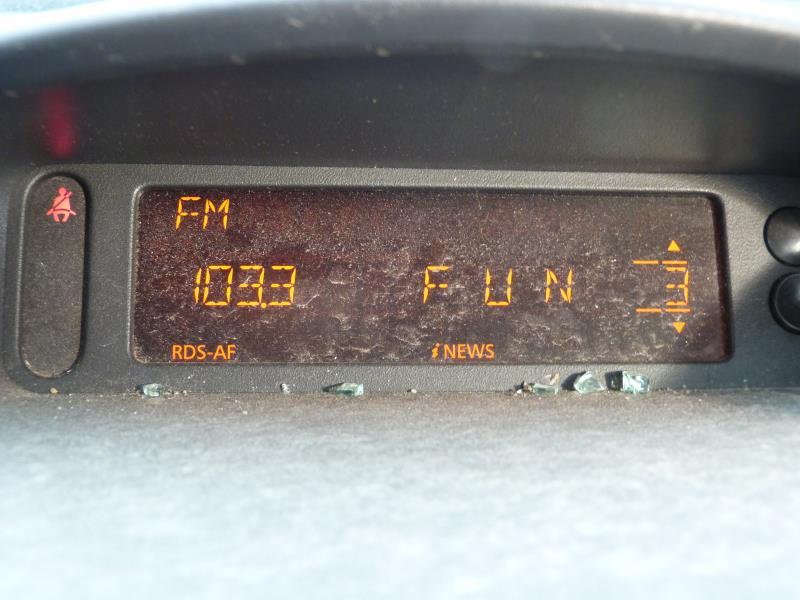 FM
103.3 FUN 3
RDS-AF i NEWS